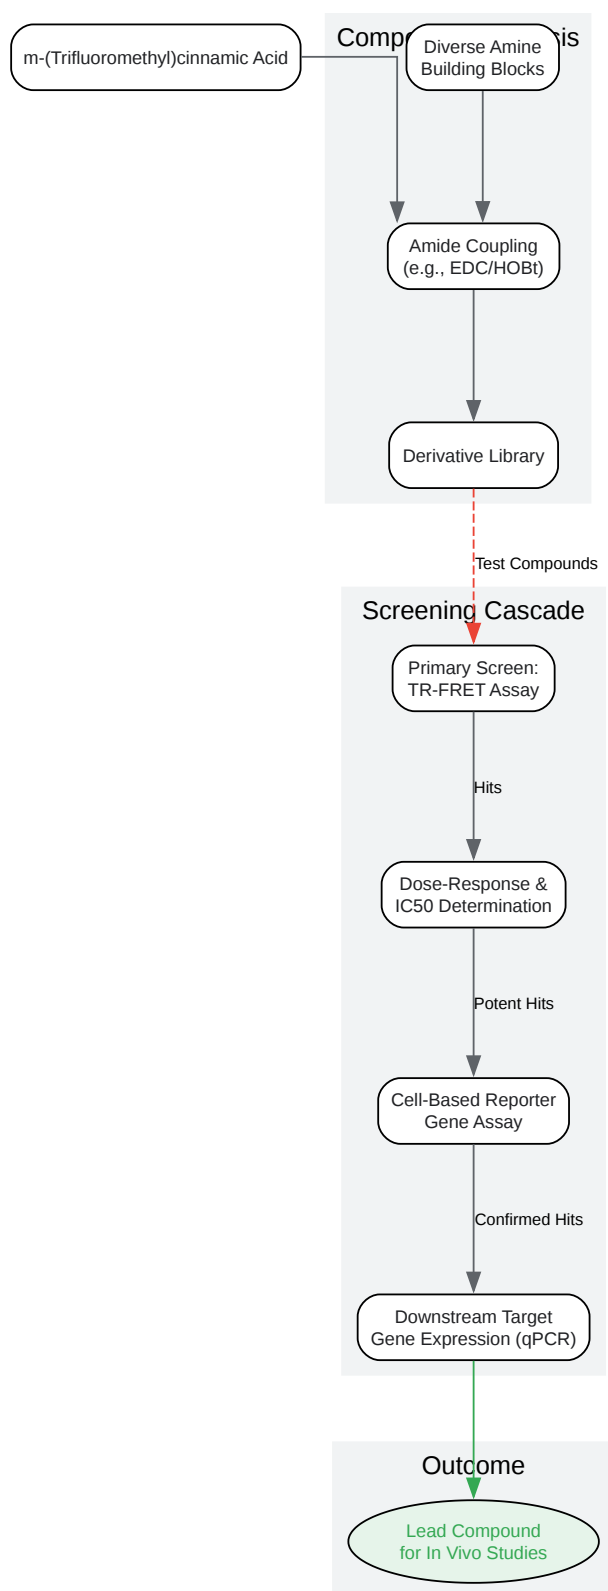 m-(Trifluoromethyl)cinnamic Acid
Diverse Amine
Building Blocks
Amide Coupling
(e.g., EDC/HOBt)
Derivative Library
Test Compounds
Screening Cascade
Primary Screen:
TR-FRET Assay
Hits
Dose-Response &
IC50 Determination
Potent Hits
Cell-Based Reporter
Gene Assay
Confirmed Hits
Downstream Target
Gene Expression (qPCR)
Outcome
Lead Compound
for In Vivo Studies